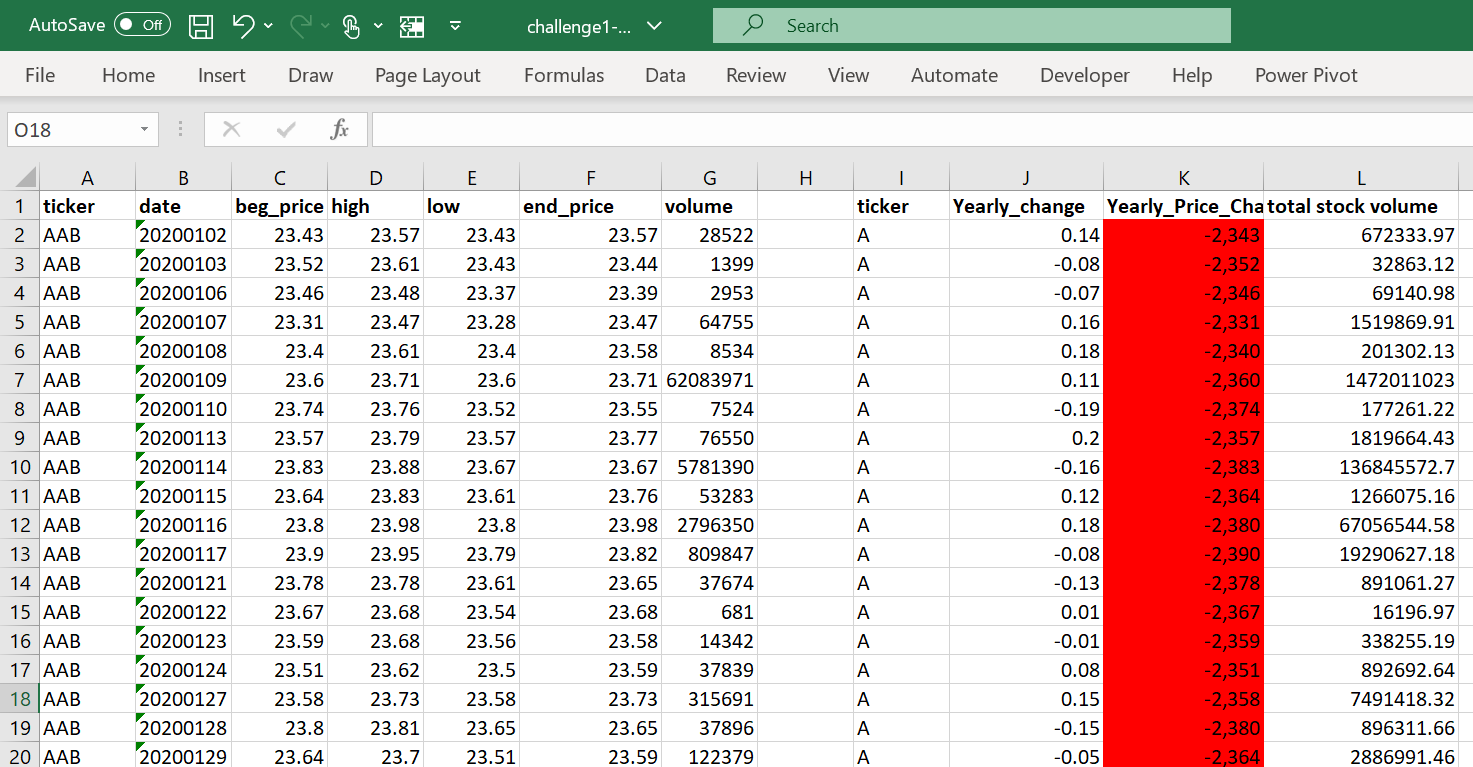 AutoSave Off challenge1-... Search
File Home Insert Draw Page Layout Formulas Data Review View Automate Developer Help Power Pivot
O18 fx
A B C D E F G H I J K L
1 ticker date beg_price high low end_price volume ticker Yearly_change Yearly_Price_Cha total stock volume
2 AAB 20200102 23.43 23.57 23.43 23.57 28522 A 0.14 -2,343 672333.97
3 AAB 20200103 23.52 23.61 23.43 23.44 1399 A -0.08 -2,352 32863.12
4 AAB 20200106 23.46 23.48 23.37 23.39 2953 A -0.07 -2,346 69140.98
5 AAB 20200107 23.31 23.47 23.28 23.47 64755 A 0.16 -2,331 1519869.91
6 AAB 20200108 23.4 23.61 23.4 23.58 8534 A 0.18 -2,340 201302.13
7 AAB 20200109 23.6 23.71 23.6 23.71 62083971 A 0.11 -2,360 1472011023
8 AAB 20200110 23.74 23.76 23.52 23.55 7524 A -0.19 -2,374 177261.22
9 AAB 20200113 23.57 23.79 23.57 23.77 76550 A 0.2 -2,357 1819664.43
10 AAB 20200114 23.83 23.88 23.67 23.67 5781390 A -0.16 -2,383 136845572.7
11 AAB 20200115 23.64 23.83 23.61 23.76 53283 A 0.12 -2,364 1266075.16
12 AAB 20200116 23.8 23.98 23.8 23.98 2796350 A 0.18 -2,380 67056544.58
13 AAB 20200117 23.9 23.95 23.79 23.82 809847 A -0.08 -2,390 19290627.18
14 AAB 20200121 23.78 23.78 23.61 23.65 37674 A -0.13 -2,378 891061.27
15 AAB 20200122 23.67 23.68 23.54 23.68 681 A 0.01 -2,367 16196.97
16 AAB 20200123 23.59 23.68 23.56 23.58 14342 A -0.01 -2,359 338255.19
17 AAB 20200124 23.51 23.62 23.5 23.59 37839 A 0.08 -2,351 892692.64
18 AAB 20200127 23.58 23.73 23.58 23.73 315691 A 0.15 -2,358 7491418.32
19 AAB 20200128 23.8 23.81 23.65 23.65 37896 A -0.15 -2,380 896311.66
20 AAB 20200129 23.64 23.7 23.51 23.59 122379 A -0.05 -2,364 2886991.46